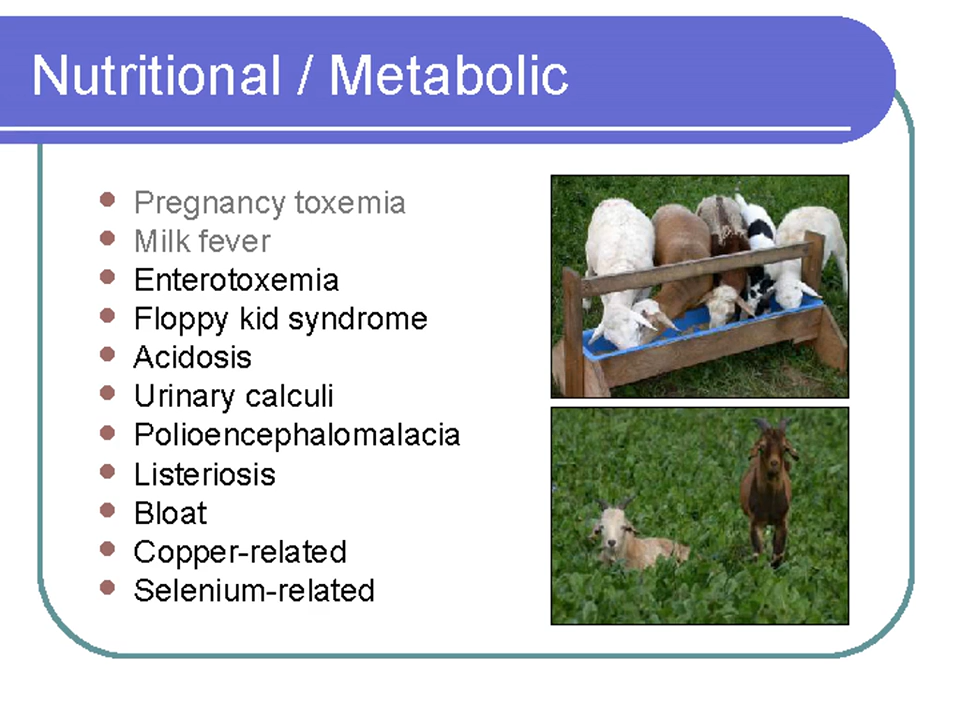 Nutritional / Metabolic
Pregnancy toxemia
Milk fever
Enterotoxemia
Floppy kid syndrome
Acidosis
Urinary calculi
Polioencephalomalacia
Listeriosis
Bloat
Copper-related
Selenium-related